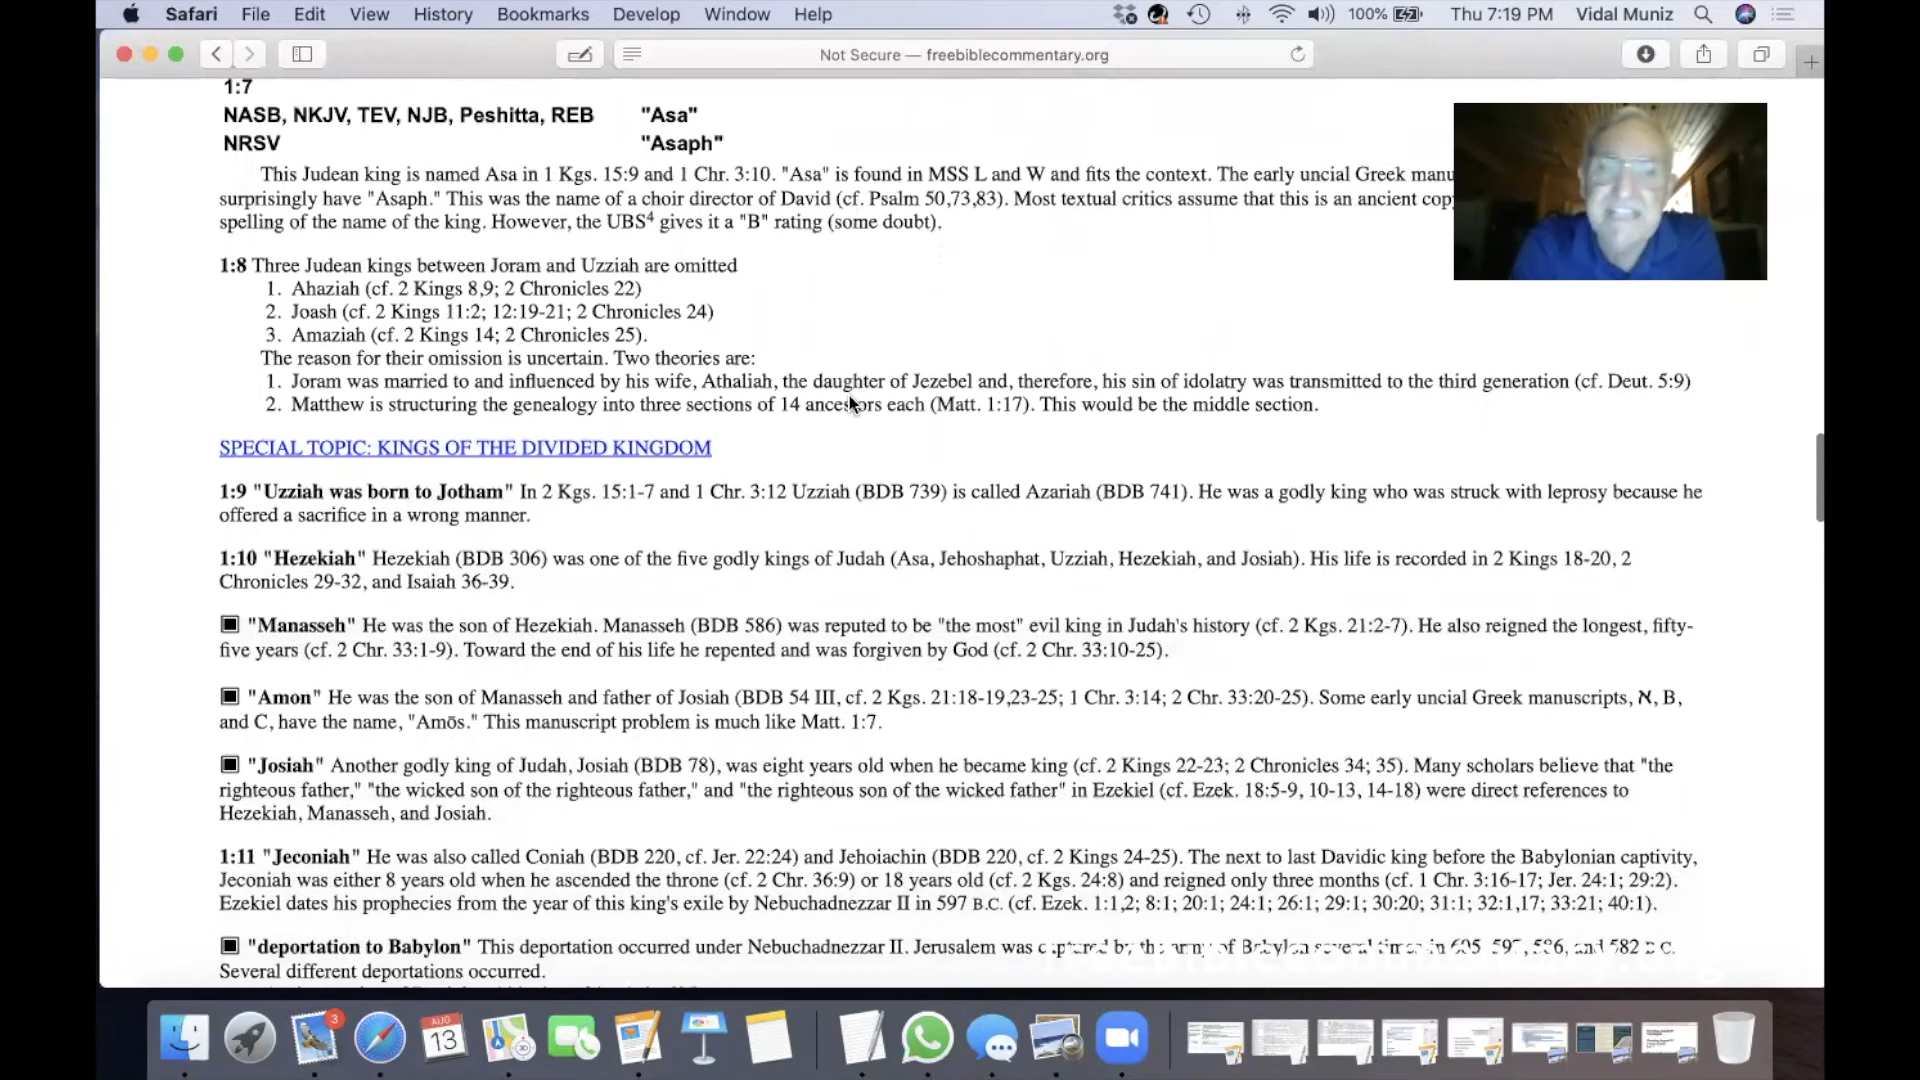 Safari File Edit View History Bookmarks Develop Window Help 100% Thu 7:19 PM Vidal Muniz
Not Secure — freebiblecommentary.org
1:7
NASB, NKJV, TEV, NJB, Peshitta, REB "Asa"
NRSV "Asaph"
This Judean king is named Asa in 1 Kgs. 15:9 and 1 Chr. 3:10. "Asa" is found in MSS L and W and fits the context. The early uncial Greek
surprisingly have "Asaph." This was the name of a choir director of David (cf. Psalm 50,73,83). Most textual critics assume that this is an ancient
spelling of the name of the king. However, the UBS⁴ gives it a "B" rating (some doubt).
1:8 Three Judean kings between Joram and Uzziah are omitted
1. Ahaziah (cf. 2 Kings 8,9; 2 Chronicles 22)
2. Joash (cf. 2 Kings 11:2; 12:19-21; 2 Chronicles 24)
3. Amaziah (cf. 2 Kings 14; 2 Chronicles 25).
The reason for their omission is uncertain. Two theories are:
1. Joram was married to and influenced by his wife, Athaliah, the daughter of Jezebel and, therefore, his sin of idolatry was transmitted to the third generation (cf. Deut. 5:9)
2. Matthew is structuring the genealogy into three sections of 14 ancestors each (Matt. 1:17). This would be the middle section.
SPECIAL TOPIC: KINGS OF THE DIVIDED KINGDOM
1:9 "Uzziah was born to Jotham" In 2 Kgs. 15:1-7 and 1 Chr. 3:12 Uzziah (BDB 739) is called Azariah (BDB 741). He was a godly king who was struck with leprosy because he
offered a sacrifice in a wrong manner.
1:10 "Hezekiah" Hezekiah (BDB 306) was one of the five godly kings of Judah (Asa, Jehoshaphat, Uzziah, Hezekiah, and Josiah). His life is recorded in 2 Kings 18-20, 2
Chronicles 29-32, and Isaiah 36-39.
"Manasseh" He was the son of Hezekiah. Manasseh (BDB 586) was reputed to be "the most" evil king in Judah's history (cf. 2 Kgs. 21:2-7). He also reigned the longest, fifty-
five years (cf. 2 Chr. 33:1-9). Toward the end of his life he repented and was forgiven by God (cf. 2 Chr. 33:10-25).
"Amon" He was the son of Manasseh and father of Josiah (BDB 54 III, cf. 2 Kgs. 21:18-19,23-25; 1 Chr. 3:14; 2 Chr. 33:20-25). Some early uncial Greek manuscripts, א, B,
and C, have the name, "Amōs." This manuscript problem is much like Matt. 1:7.
"Josiah" Another godly king of Judah, Josiah (BDB 78), was eight years old when he became king (cf. 2 Kings 22-23; 2 Chronicles 34; 35). Many scholars believe that "the
righteous father," "the wicked son of the righteous father," and "the righteous son of the wicked father" in Ezekiel (cf. Ezek. 18:5-9, 10-13, 14-18) were direct references to
Hezekiah, Manasseh, and Josiah.
1:11 "Jeconiah" He was also called Coniah (BDB 220, cf. Jer. 22:24) and Jehoiachin (BDB 220, cf. 2 Kings 24-25). The next to last Davidic king before the Babylonian captivity,
Jeconiah was either 8 years old when he ascended the throne (cf. 2 Chr. 36:9) or 18 years old (cf. 2 Kgs. 24:8) and reigned only three months (cf. 1 Chr. 3:16-17; Jer. 24:1; 29:2).
Ezekiel dates his prophecies from the year of this king's exile by Nebuchadnezzar II in 597 B.C. (cf. Ezek. 1:1,2; 8:1; 20:1; 24:1; 26:1; 29:1; 30:20; 31:1; 32:1,17; 33:21; 40:1).
"deportation to Babylon" This deportation occurred under Nebuchadnezzar II. Jerusalem was captured by the army of Babylon several times in 605, 597, 586, and 582 B.C.
Several different deportations occurred.
3
AUG
13